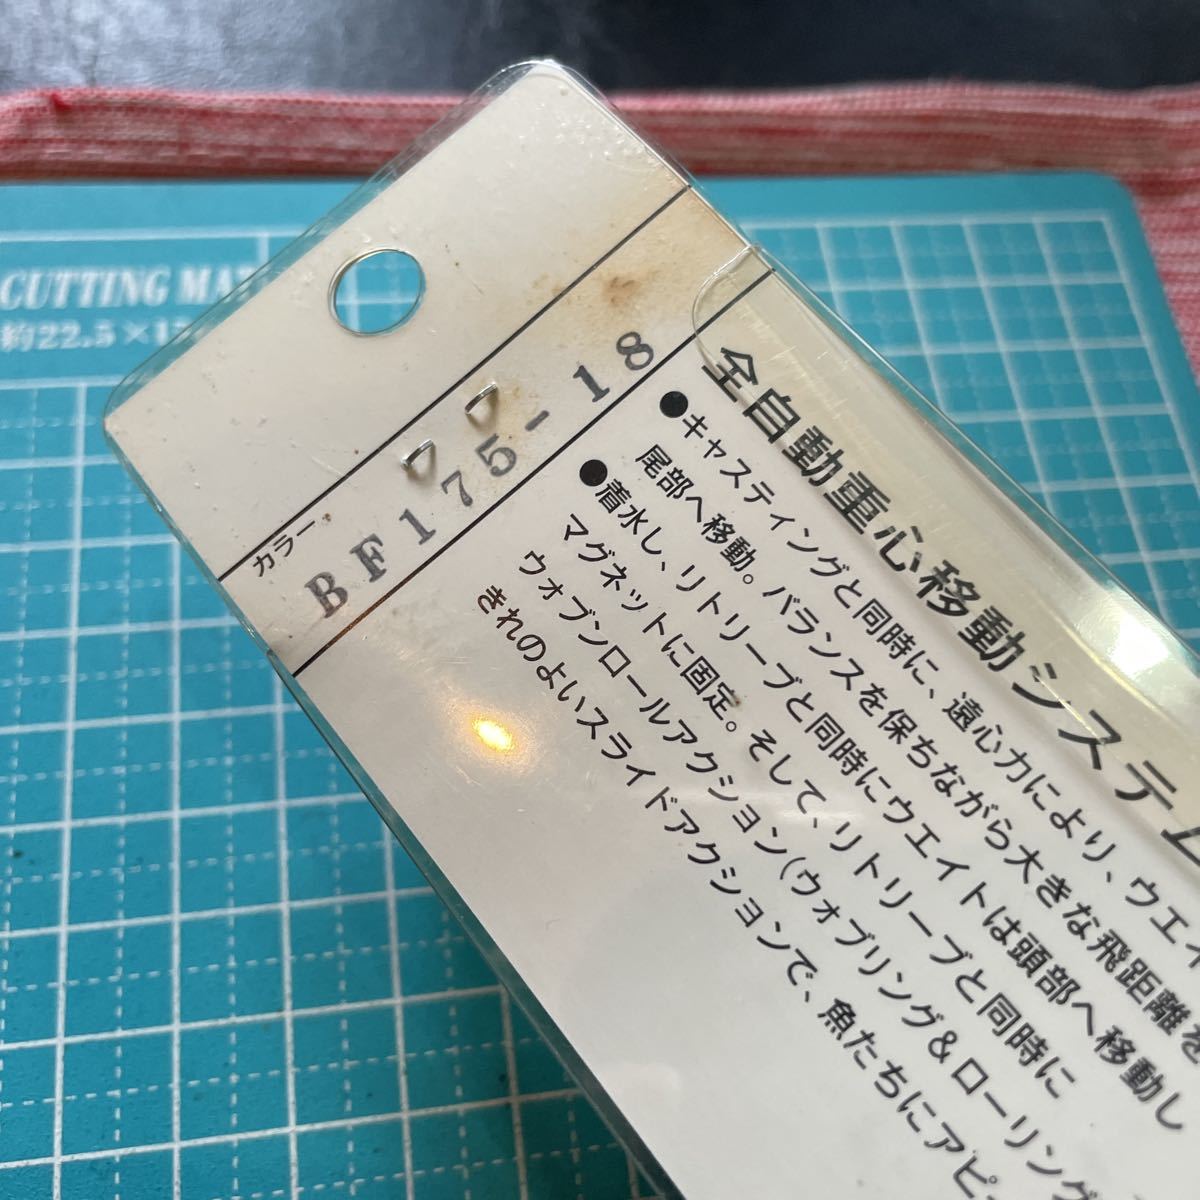 CUTTING MA
約22.5×1
カラー
BF175-18
全自動重心移動システム
●キャスティングと同時に、遠心力により、ウエイ
尾部へ移動。バランスを保ちながら大きな飛距離を
●着水し、リトリーブと同時にウエイトは頭部へ移動し
マグネットに固定。そして、リトリーブと同時に
ウォブンロールアクション(ウォブリング&ローリング
きれのよいスライドアクションで、魚たちにアピ